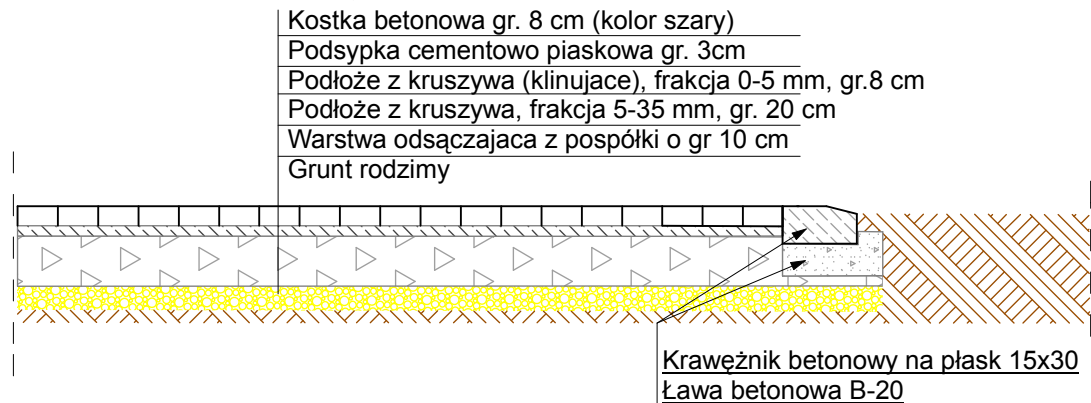 Kostka betonowa gr. 8 cm (kolor szary)
Podsypka cementowo piaskowa gr. 3cm
Podłoże z kruszywa (klinujace), frakcja 0-5 mm, gr.8 cm
Podłoże z kruszywa, frakcja 5-35 mm, gr. 20 cm
Warstwa odsączajaca z pospółki o gr 10 cm
Grunt rodzimy
Krawężnik betonowy na płask 15x30
Ława betonowa B-20